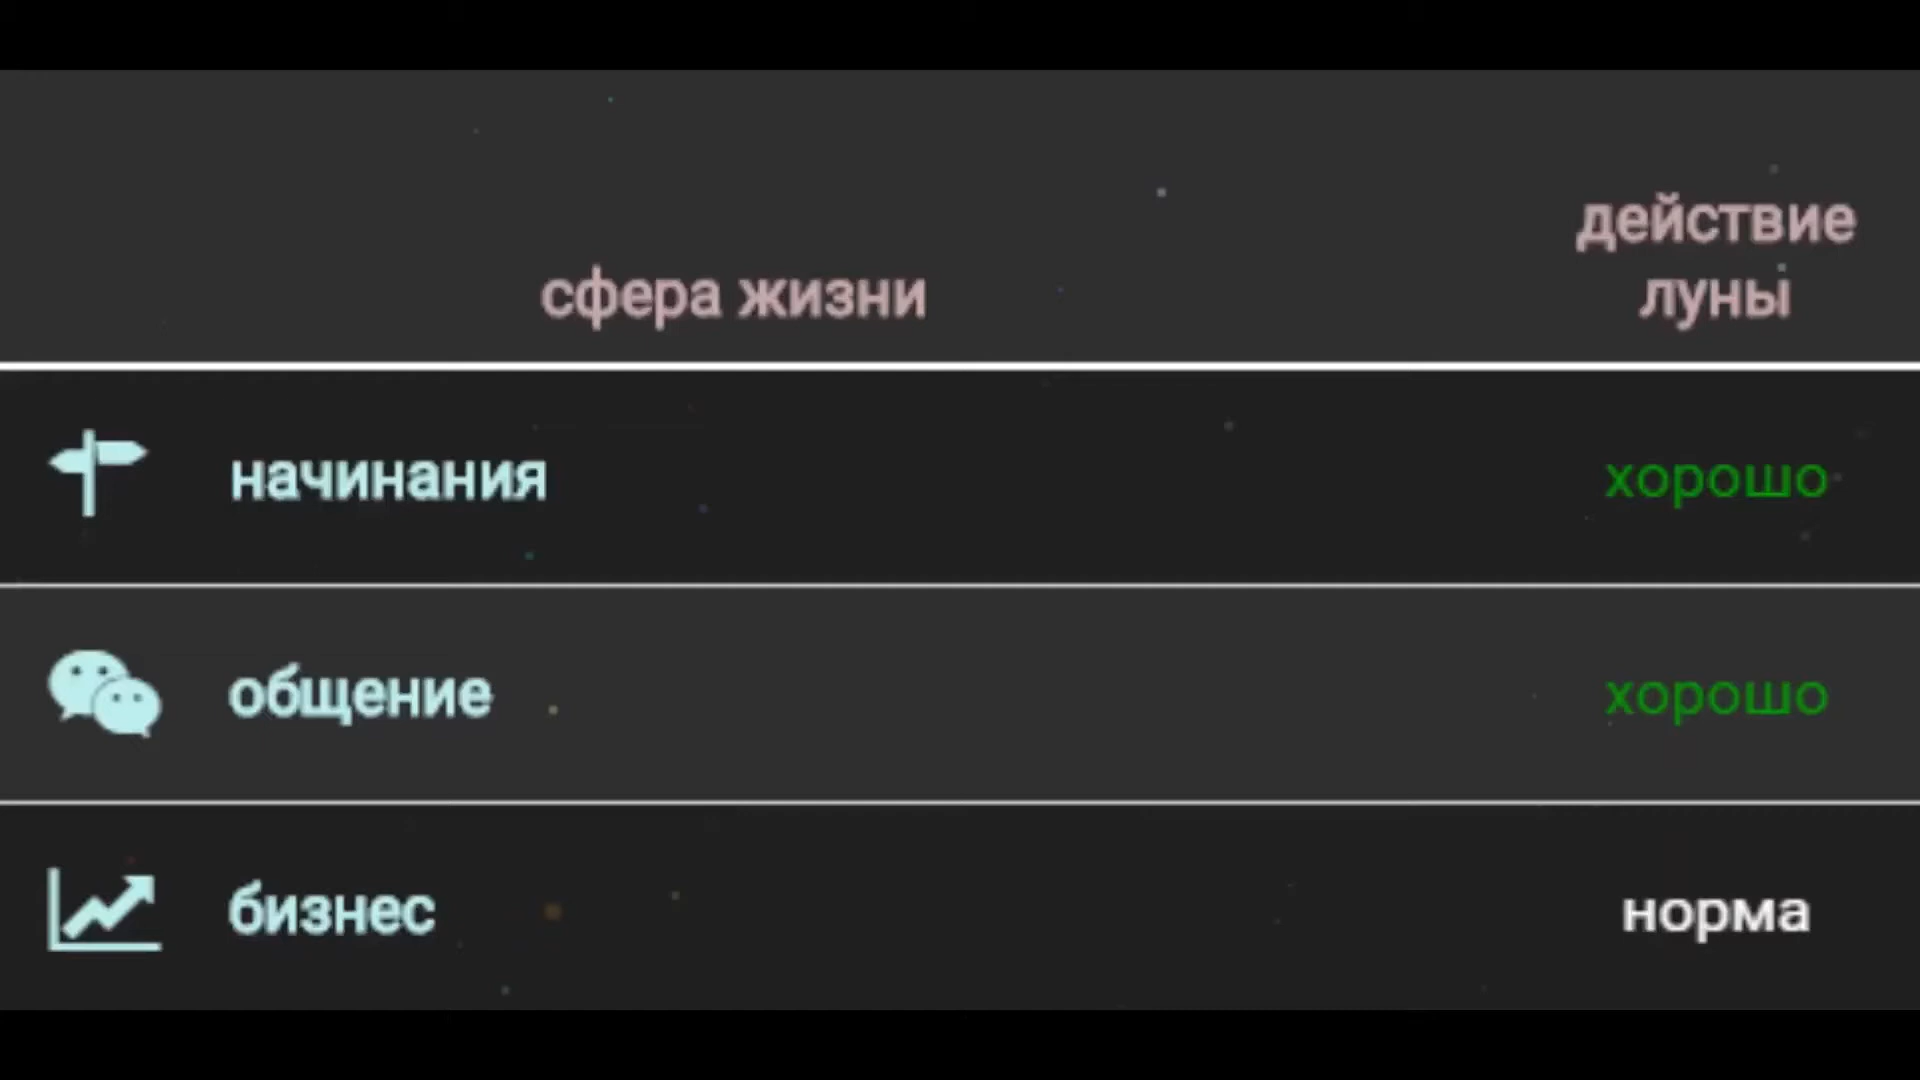 сфера жизни
действие
луны
начинания
хорошо
общение
хорошо
бизнес
норма